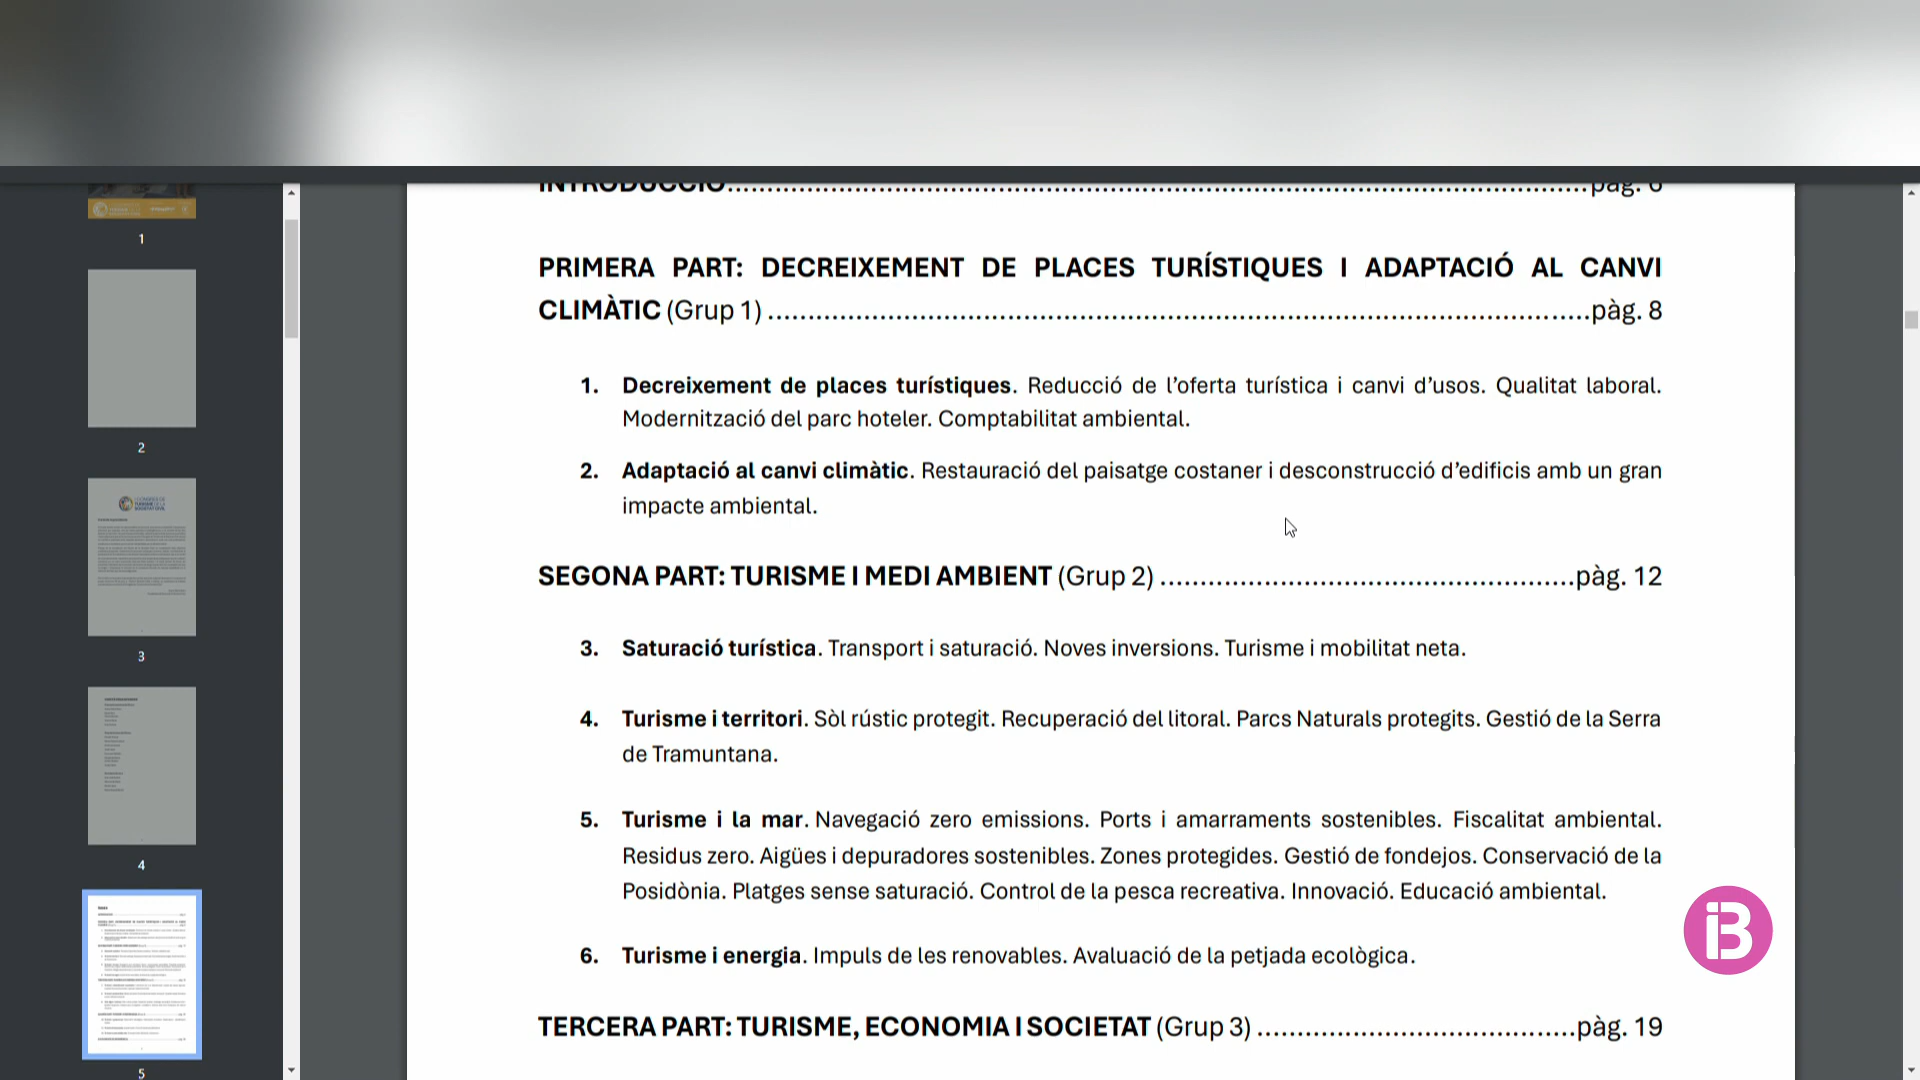 INTRODUCCIÓ........................pàg. 6
PRIMERA PART: DECREIXEMENT DE PLACES TURÍSTIQUES I ADAPTACIÓ AL CANVI
CLIMÀTIC (Grup 1)........................pàg. 8
1. Decreixement de places turístiques. Reducció de l’oferta turística i canvi d’usos. Qualitat laboral.
Modernització del parc hoteler. Comptabilitat ambiental.
2. Adaptació al canvi climàtic. Restauració del paisatge costaner i desconstrucció d’edificis amb un gran
impacte ambiental.
SEGONA PART: TURISME I MEDI AMBIENT (Grup 2)........................pàg. 12
3. Saturació turística. Transport i saturació. Noves inversions. Turisme i mobilitat neta.
4. Turisme i territori. Sòl rústic protegit. Recuperació del litoral. Parcs Naturals protegits. Gestió de la Serra
de Tramuntana.
5. Turisme i la mar. Navegació zero emissions. Ports i amarraments sostenibles. Fiscalitat ambiental.
Residus zero. Aigües i depuradores sostenibles. Zones protegides. Gestió de fondejos. Conservació de la
Posidònia. Platges sense saturació. Control de la pesca recreativa. Innovació. Educació ambiental.
6. Turisme i energia. Impuls de les renovables. Avaluació de la petjada ecològica.
TERCERA PART: TURISME, ECONOMIA I SOCIETAT (Grup 3)........................pàg. 19
1
2
3
4
5
IB